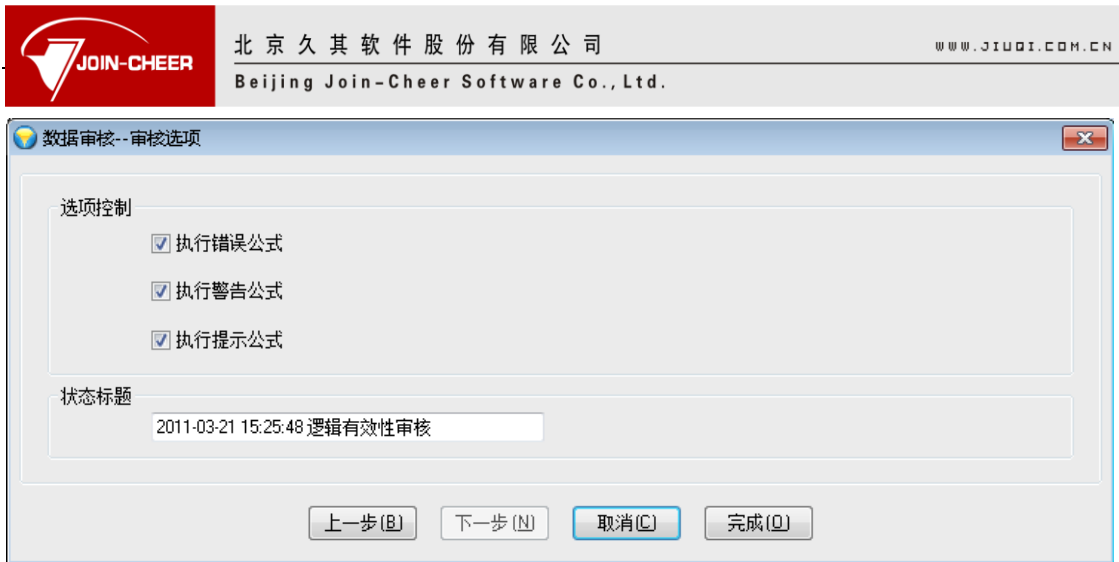 JOIN-CHEER
北京久其软件股份有限公司
WWW.JIUQI.COM.CN
Beijing Join-Cheer Software Co.,Ltd.
数据审核--审核选项
选项控制
执行错误公式
执行警告公式
执行提示公式
状态标题
2011-03-21 15:25:48 逻辑有效性审核
上一步(B) 下一步(N) 取消(C) 完成(O)